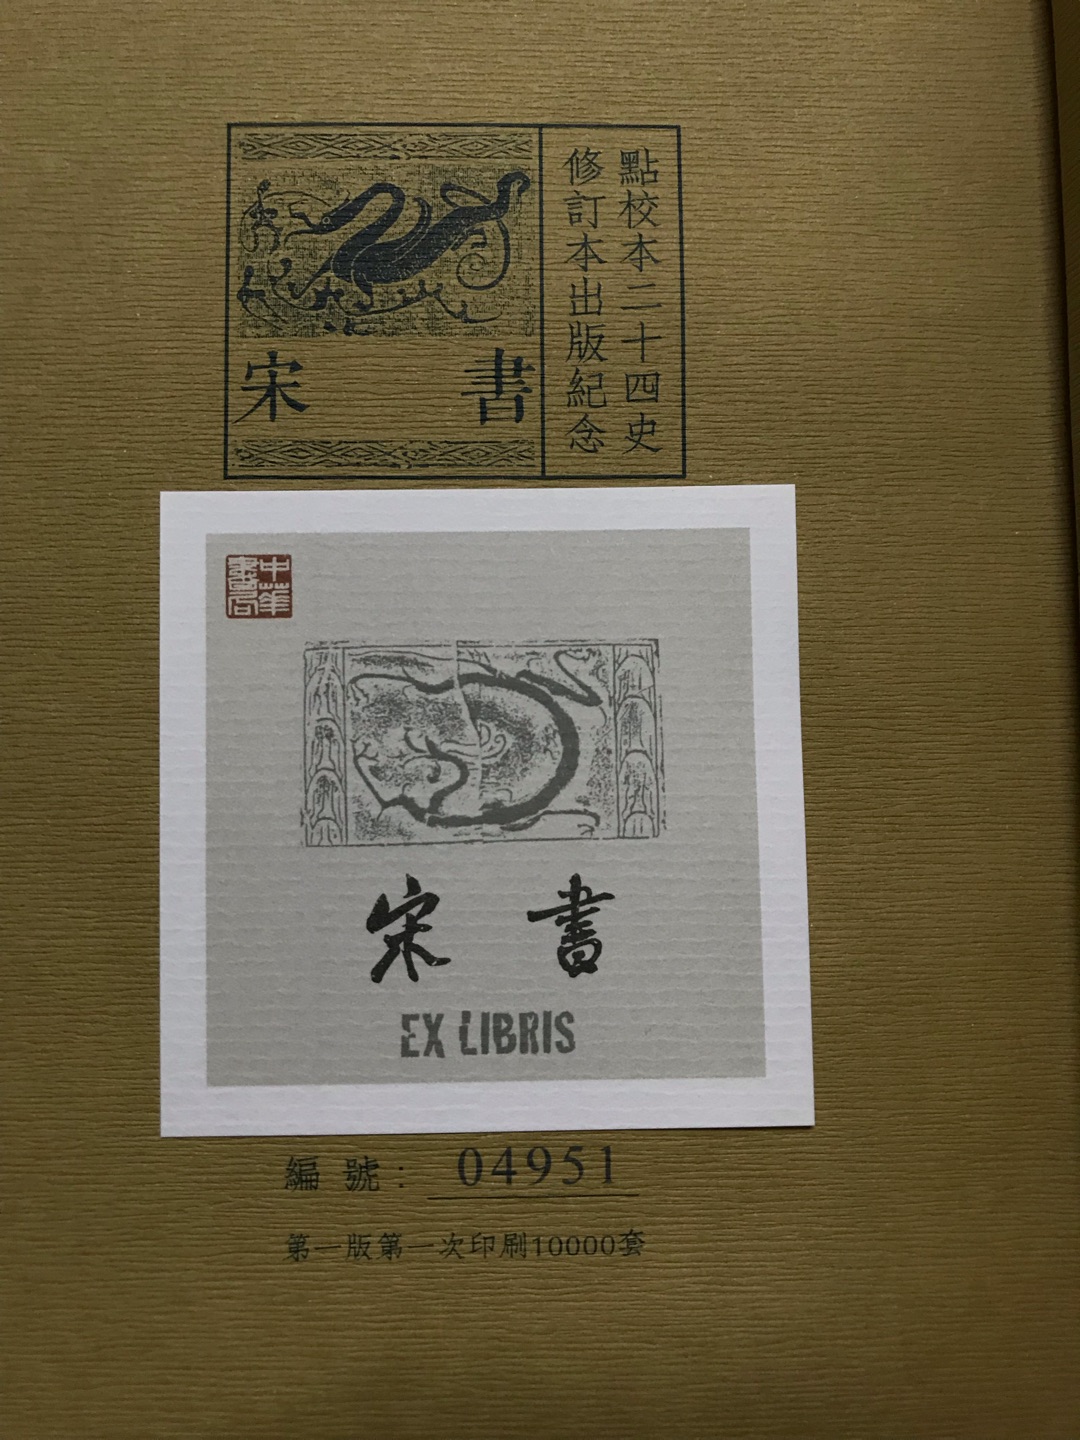 點校本二十四史
修訂本出版紀念
宋書
中華書局
宋書
EX LIBRIS
編號：04951
第一版第一次印刷10000套